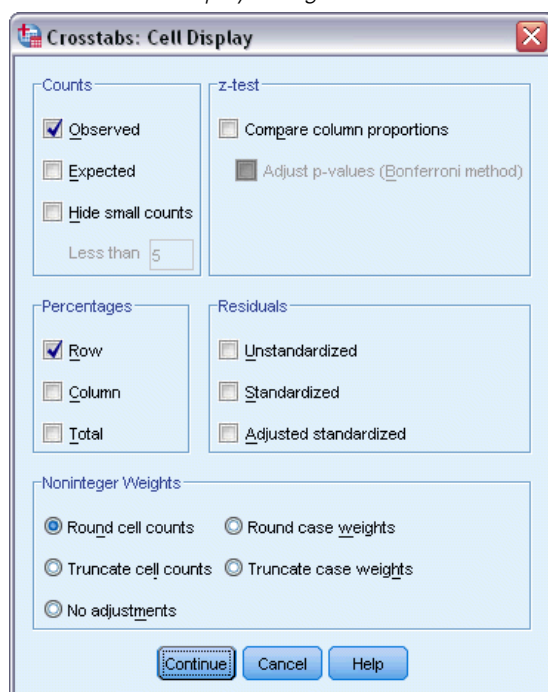 Crosstabs: Cell Display
Counts
Observed
Expected
Hide small counts
Less than 5
z-test
Compare column proportions
Adjust p-values (Bonferroni method)
Percentages
Row
Column
Total
Residuals
Unstandardized
Standardized
Adjusted standardized
Noninteger Weights
Round cell counts
Round case weights
Truncate cell counts
Truncate case weights
No adjustments
Continue
Cancel
Help